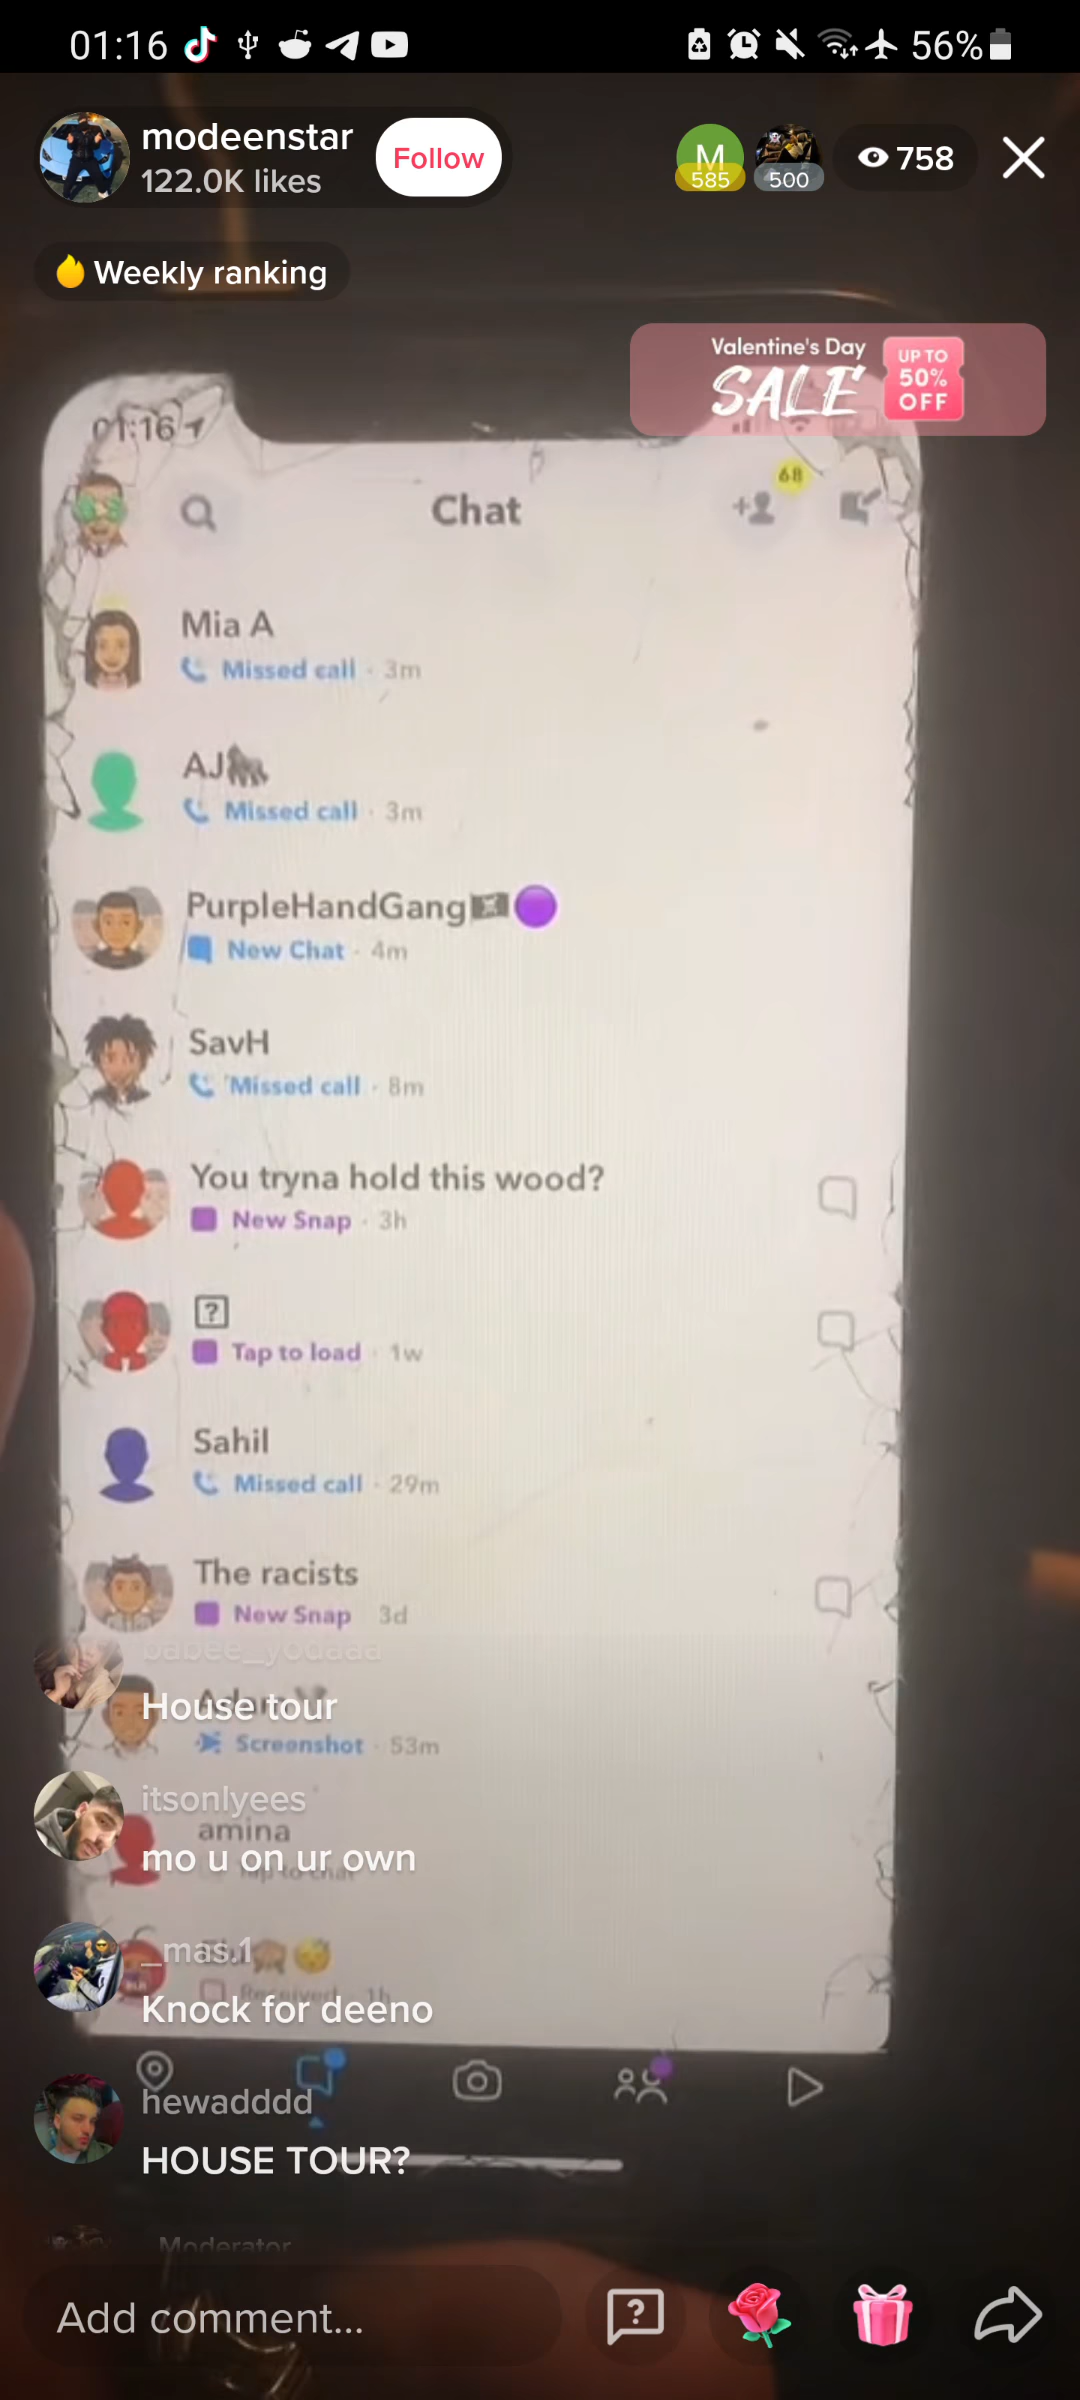 01:16
56%
modeenstar
122.0K likes
Follow
M
585
500
758
Weekly ranking
Valentine's Day
SALE
UP TO
50%
OFF
01:16
68
Chat
Mia A
Missed call · 3m
AJ
Missed call · 3m
PurpleHandGang
New Chat · 4m
SavH
Missed call · 8m
You tryna hold this wood?
New Snap · 3h
?
Tap to load · 1w
Sahil
Missed call · 29m
The racists
New Snap 3d
babee_yodaaa
House tour
Screenshot · 53m
itsonlyees
amina
mo u on ur own
_mas.1
Received · 1h
Knock for deeno
hewadddd
HOUSE TOUR?
Moderator
Add comment...
?